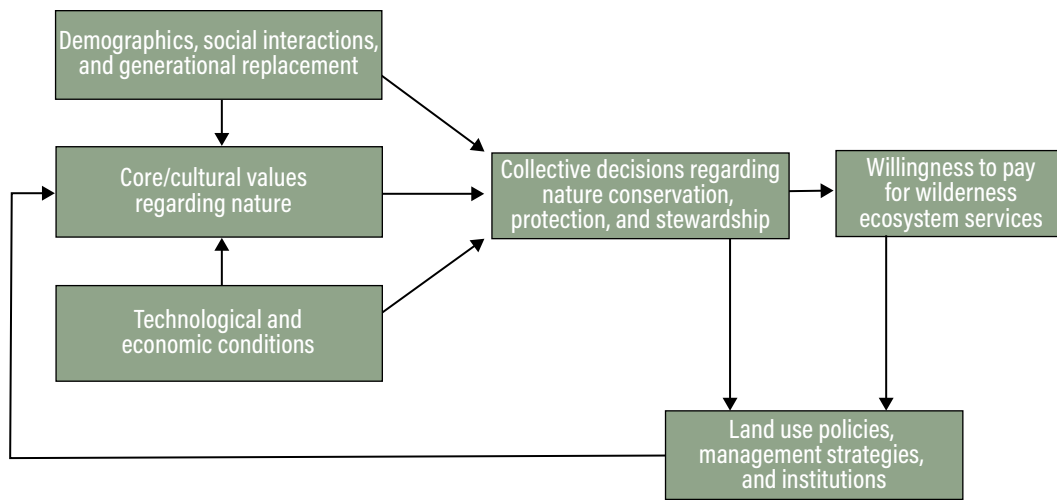 Demographics, social interactions,
and generational replacement
Core/cultural values
regarding nature
Technological and
economic conditions
Collective decisions regarding
nature conservation,
protection, and stewardship
Willingness to pay
for wilderness
ecosystem services
Land use policies,
management strategies,
and institutions